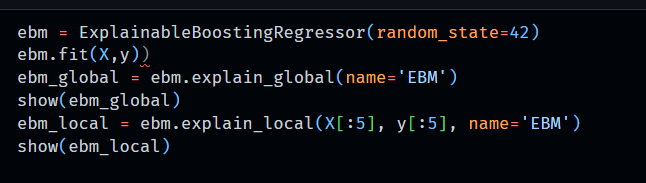 ebm = ExplainableBoostingRegressor(random_state=42)
ebm.fit(X,y))
ebm_global = ebm.explain_global(name='EBM')
show(ebm_global)
ebm_local = ebm.explain_local(X[:5], y[:5], name='EBM')
show(ebm_local)